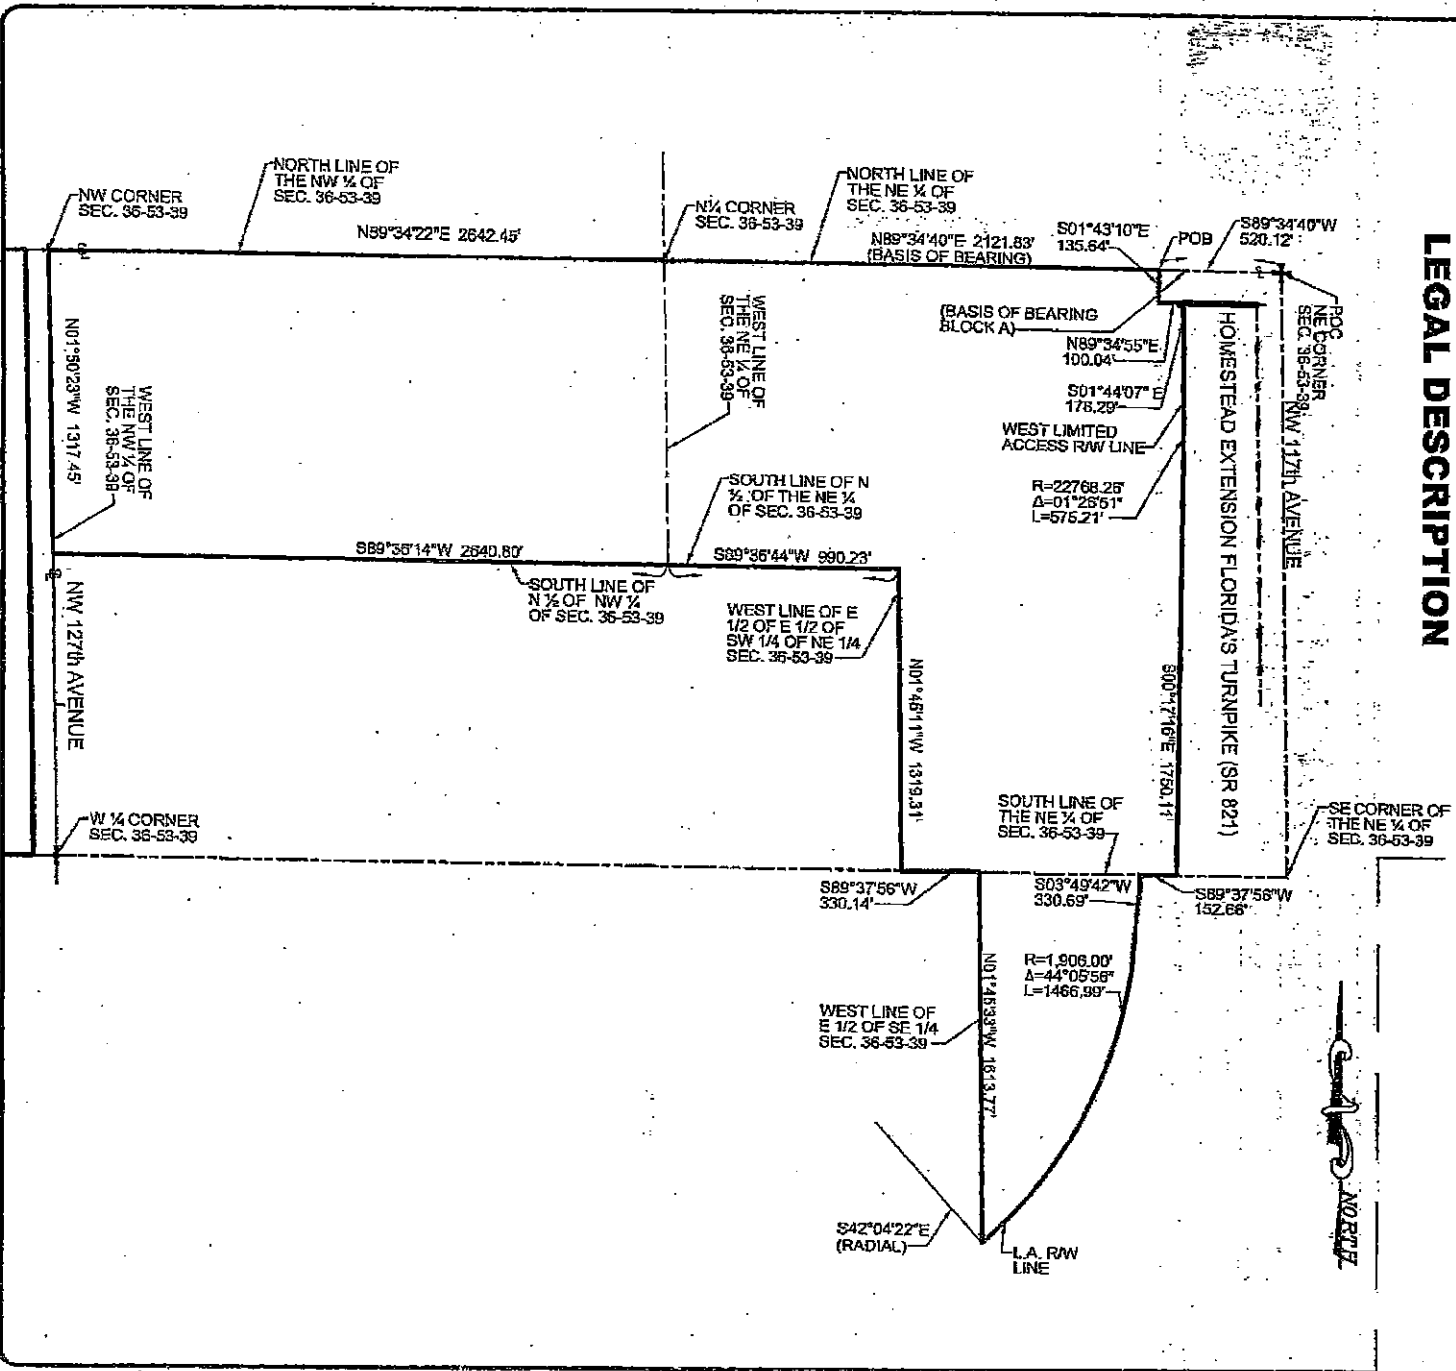 LEGAL DESCRIPTION
NORTH LINE OF
THE NW ¼ OF
SEC. 36-53-39
NW CORNER
SEC. 36-53-39
N89°34'22"E 2642.45'
N¼ CORNER
SEC. 36-53-39
NORTH LINE OF
THE NE ¼ OF
SEC. 36-53-39
N89°34'40"E 2121.83'
(BASIS OF BEARING)
S01°43'10"E
135.64'
POB
S89°34'40"W
520.12'
POC
NE CORNER
SEC. 36-53-39
NW 117th AVENUE
(BASIS OF BEARING
BLOCK A)
N89°34'55"E
100.04'
S01°44'07" E
176.29'
WEST LIMITED
ACCESS R/W LINE
HOMESTEAD EXTENSION FLORIDA'S TURNPIKE (SR 821)
R=22768.26'
Δ=01°26'51"
L=575.21'
WEST LINE OF
THE NE ¼ OF
SEC. 36-53-39
N01°50'23"W 1317.45'
WEST LINE OF
THE NW ¼ OF
SEC. 36-53-39
SOUTH LINE OF N
½ OF THE NE ¼
OF SEC. 36-53-39
S89°35'14"W 2640.80'
S89°36'44"W 990.23'
SOUTH LINE OF
N ½ OF NW ¼
OF SEC. 36-53-39
WEST LINE OF E
1/2 OF E 1/2 OF
SW 1/4 OF NE 1/4
SEC. 36-53-39
NW 127th AVENUE
N01°46'11"W 1319.31'
S00°17'16"E 1750.11'
W ¼ CORNER
SEC. 36-53-39
SOUTH LINE OF
THE NE ¼ OF
SEC. 36-53-39
SE CORNER OF
THE NE ¼ OF
SEC. 36-53-39
S89°37'56"W
330.14'
S03°49'42"W
330.69'
S89°37'56"W
152.66'
R=1,906.00'
Δ=44°05'56"
L=1466.99'
WEST LINE OF
E 1/2 OF SE 1/4
SEC. 36-53-39
N01°45'33"W 1613.77'
S42°04'22"E
(RADIAL)
L.A. R/W
LINE
NORTH